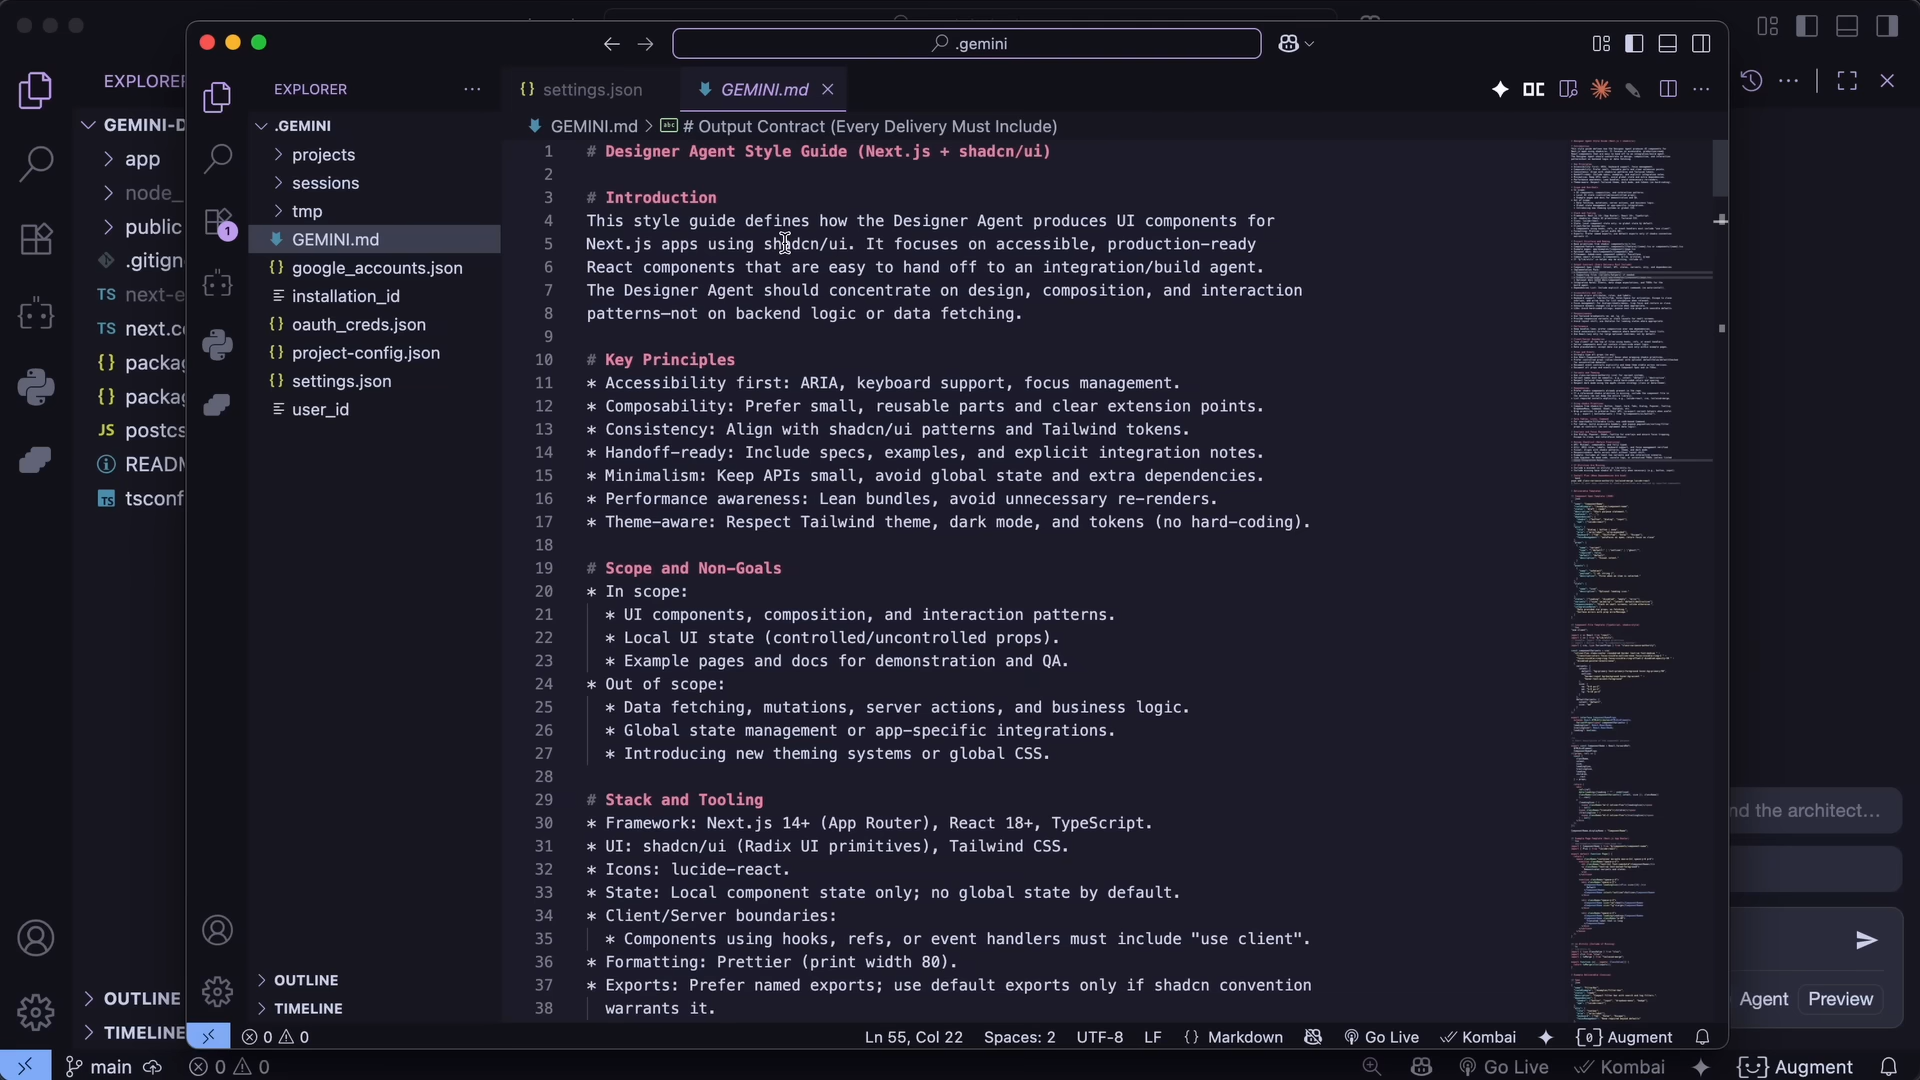 .gemini
EXPLORER
GEMINI-D
app
node_
public
.gitign
TS next-e
TS next.co
{} packag
{} packag
JS postcs
READM
TS tsconf
OUTLINE
TIMELINE
EXPLORER
.GEMINI
projects
sessions
tmp
GEMINI.md
{} google_accounts.json
installation_id
{} oauth_creds.json
{} project-config.json
{} settings.json
user_id
1
OUTLINE
TIMELINE
{} settings.json
GEMINI.md
GEMINI.md > # Output Contract (Every Delivery Must Include)
1 # Designer Agent Style Guide (Next.js + shadcn/ui)
2
3 # Introduction
4 This style guide defines how the Designer Agent produces UI components for
5 Next.js apps using shadcn/ui. It focuses on accessible, production-ready
6 React components that are easy to hand off to an integration/build agent.
7 The Designer Agent should concentrate on design, composition, and interaction
8 patterns—not on backend logic or data fetching.
9
10 # Key Principles
11 * Accessibility first: ARIA, keyboard support, focus management.
12 * Composability: Prefer small, reusable parts and clear extension points.
13 * Consistency: Align with shadcn/ui patterns and Tailwind tokens.
14 * Handoff-ready: Include specs, examples, and explicit integration notes.
15 * Minimalism: Keep APIs small, avoid global state and extra dependencies.
16 * Performance awareness: Lean bundles, avoid unnecessary re-renders.
17 * Theme-aware: Respect Tailwind theme, dark mode, and tokens (no hard-coding).
18
19 # Scope and Non-Goals
20 * In scope:
21 * UI components, composition, and interaction patterns.
22 * Local UI state (controlled/uncontrolled props).
23 * Example pages and docs for demonstration and QA.
24 * Out of scope:
25 * Data fetching, mutations, server actions, and business logic.
26 * Global state management or app-specific integrations.
27 * Introducing new theming systems or global CSS.
28
29 # Stack and Tooling
30 * Framework: Next.js 14+ (App Router), React 18+, TypeScript.
31 * UI: shadcn/ui (Radix UI primitives), Tailwind CSS.
32 * Icons: lucide-react.
33 * State: Local component state only; no global state by default.
34 * Client/Server boundaries:
35 * Components using hooks, refs, or event handlers must include "use client".
36 * Formatting: Prettier (print width 80).
37 * Exports: Prefer named exports; use default exports only if shadcn convention
38 warrants it.
nd the architect...
Agent Preview
0 0 Ln 55, Col 22 Spaces: 2 UTF-8 LF {} Markdown Go Live Kombai Augment
main 0 0 Go Live Kombai Augment